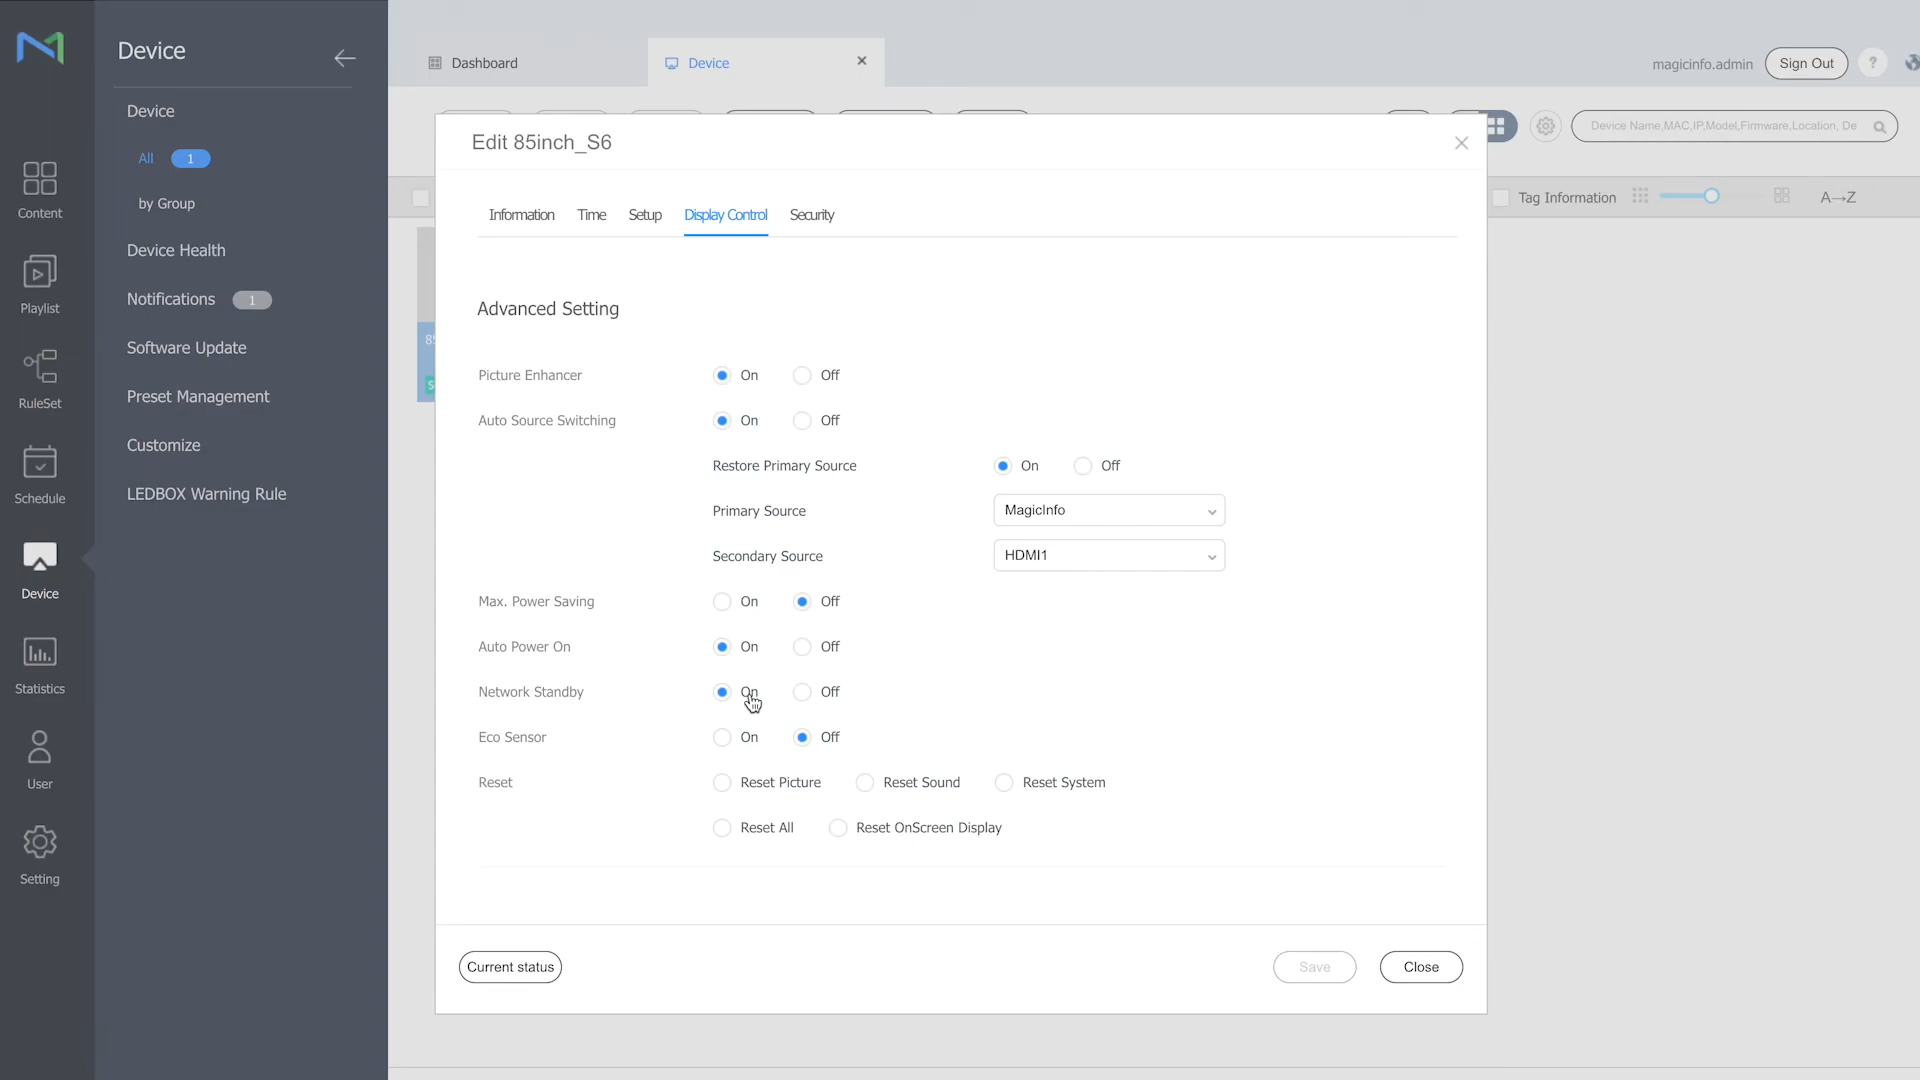 Device
Dashboard
Device
magicinfo.admin
Sign Out
?
Device
All 1
by Group
Device Health
Notifications 1
Software Update
Preset Management
Customize
LEDBOX Warning Rule
Content
Playlist
RuleSet
Schedule
Device
Statistics
User
Setting
Device Name,MAC,IP,Model,Firmware,Location, De
Tag Information
A→Z
Edit 85inch_S6
Information Time Setup Display Control Security
Advanced Setting
Picture Enhancer On Off
Auto Source Switching On Off
Restore Primary Source On Off
Primary Source MagicInfo
Secondary Source HDMI1
Max. Power Saving On Off
Auto Power On On Off
Network Standby On Off
Eco Sensor On Off
Reset Reset Picture Reset Sound Reset System
Reset All Reset OnScreen Display
Current status
Save
Close